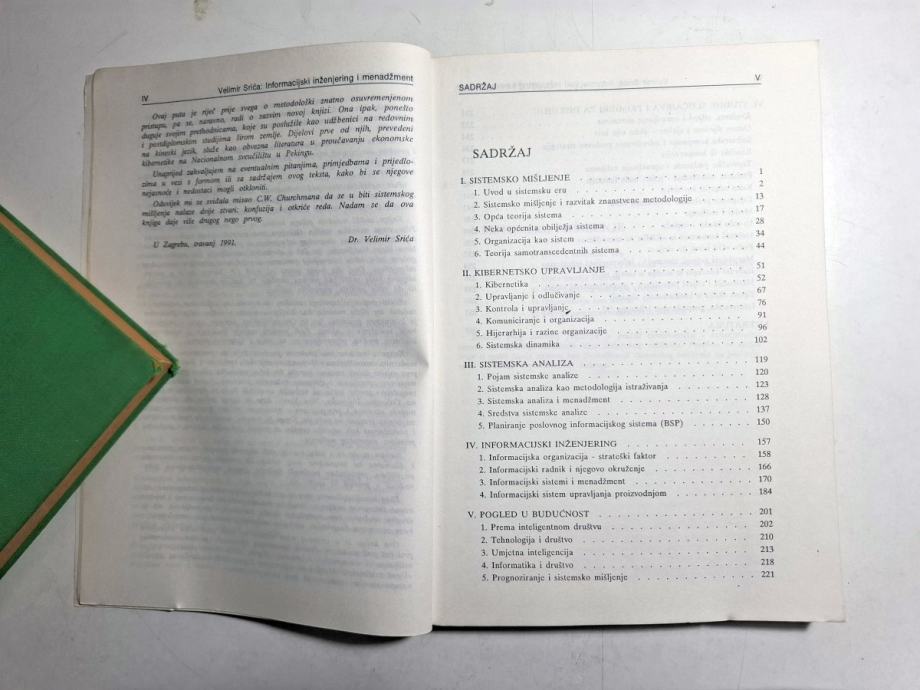 IV Velimir Srića: Informacijski inženjering i menadžment
Ovaj puta je riječ prije svega o metodološki znatno osuvremenjenom
pristupu, pa se, naravno, radi o sasvim novoj knjizi. Ona ipak, ponešto
duguje svojim prethodnicama, koje su poslužile kao udžbenici na redovnim
i postdiplomskim studijima širom zemlje. Dijelovi prve od njih, prevedeni
na kineski jezik, služe kao obvezna literatura u proučavanju ekonomske
kibernetike na Nacionalnom sveučilištu u Pekingu.
Unaprijed zahvaljujem na eventualnim pitanjima, primjedbama i prijedlo-
zima u vezi s formom ili sa sadržajem ovog teksta, kako bi se njegove
nejasnoće i nedostaci mogli otkloniti.
Oduvijek mi se sviđala misao C.W. Churchmana da se u biti sistemskog
mišljenja nalaze dvije stvari, konfuzija i otkriće reda. Nadam se da ova
knjiga daje više drugog nego prvog.
U Zagrebu, travanj 1991. Dr. Velimir Srića
SADRŽAJ V
SADRŽAJ
I. SISTEMSKO MIŠLJENJE 1
1. Uvod u sistemsku eru 2
2. Sistemsko mišljenje i razvitak znanstvene metodologije 13
3. Opća teorija sistema 17
4. Neka općenita obilježja sistema 28
5. Organizacija kao sistem 34
6. Teorija samotranscedentnih sistema 44
II. KIBERNETSKO UPRAVLJANJE 51
1. Kibernetika 52
2. Upravljanje i odlučivanje 67
3. Kontrola i upravljanje 76
4. Komuniciranje i organizacija 91
5. Hijerarhija i razine organizacije 96
6. Sistemska dinamika 102
III. SISTEMSKA ANALIZA 119
1. Pojam sistemske analize 120
2. Sistemska analiza kao metodologija istraživanja 123
3. Sistemska analiza i menadžment 128
4. Sredstva sistemske analize 137
5. Planiranje poslovnog informacijskog sistema (BSP) 150
IV. INFORMACIJSKI INŽENJERING 157
1. Informacijska organizacija - strateški faktor 158
2. Informacijski radnik i njegovo okruženje 166
3. Informacijski sistemi i menadžment 170
4. Informacijski sistem upravljanja proizvodnjom 184
V. POGLED U BUDUĆNOST 201
1. Prema inteligentnom društvu 202
2. Tehnologija i društvo 210
3. Umjetna inteligencija 213
4. Informatika i društvo 218
5. Prognoziranje i sistemsko mišljenje 221